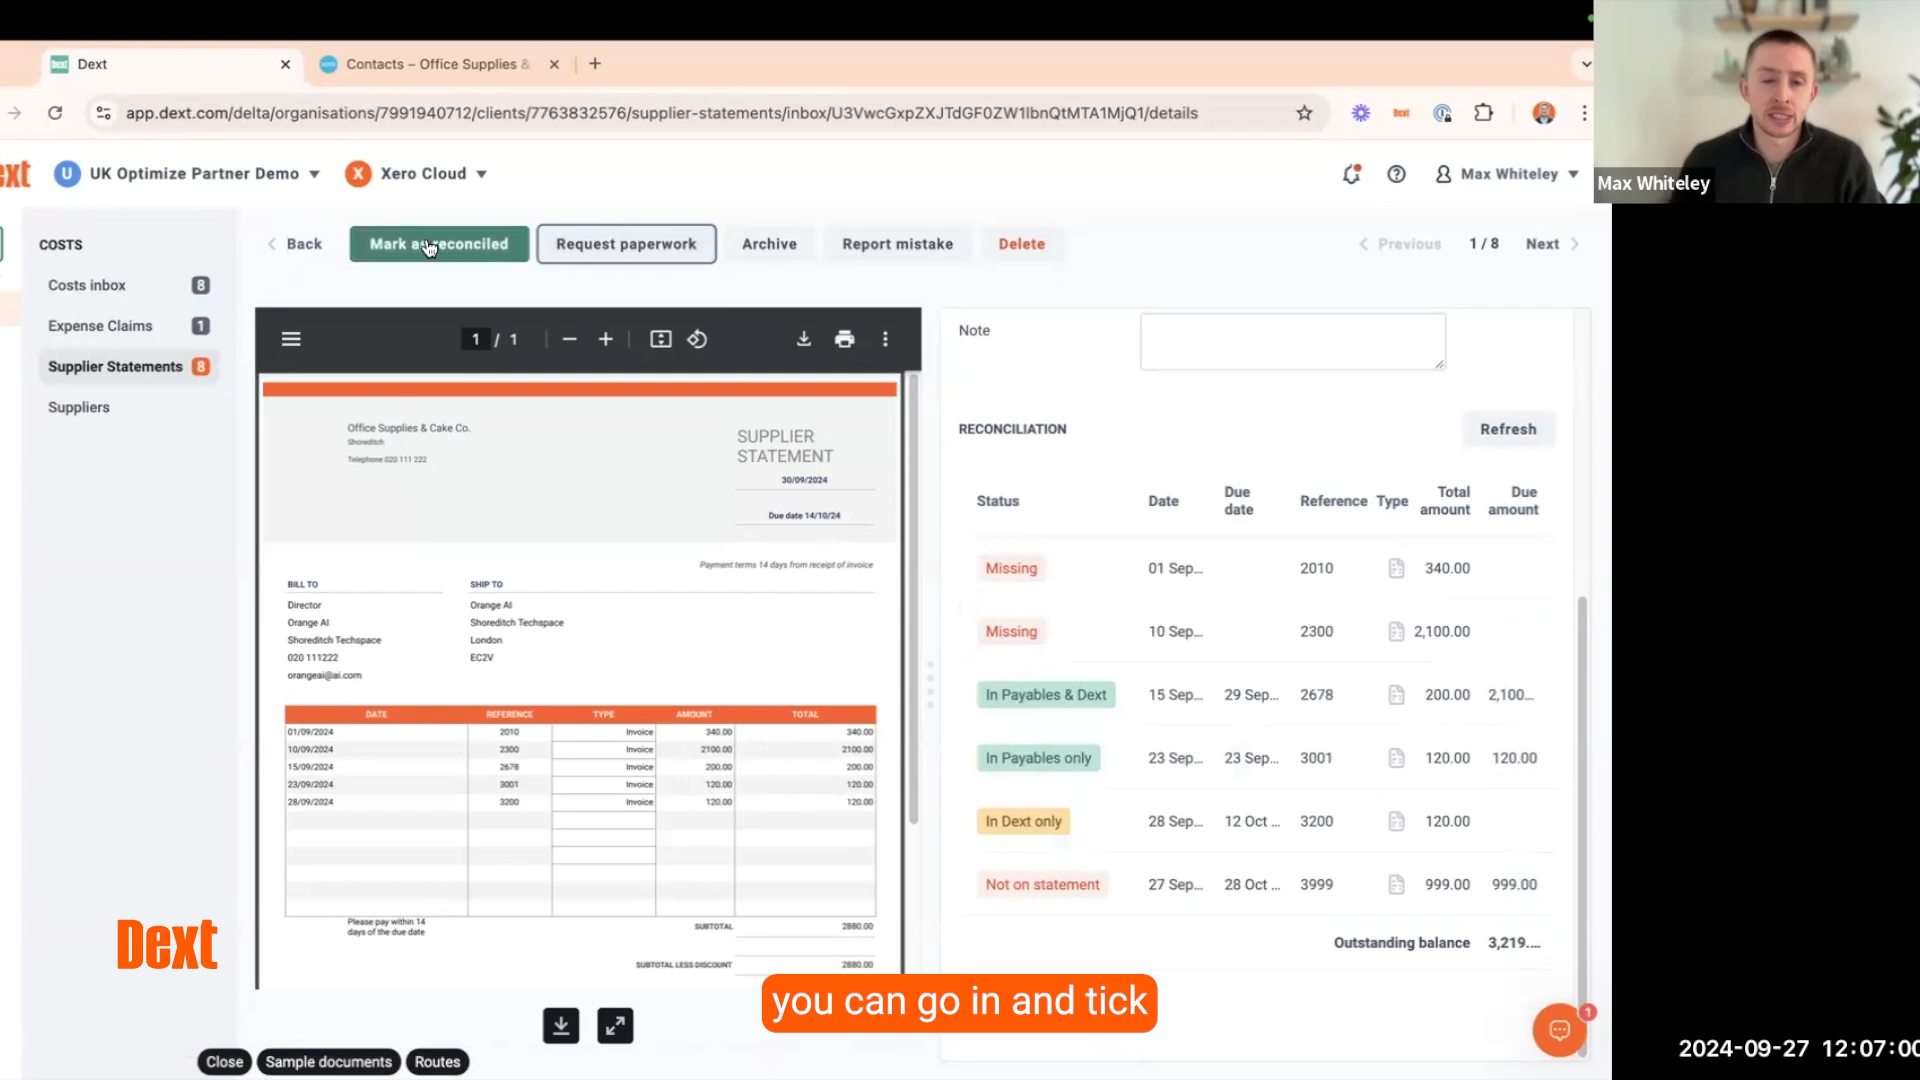 Dext
Contacts – Office Supplies &
app.dext.com/delta/organisations/7991940712/clients/7763832576/supplier-statements/inbox/U3VwcGxpZXJTdGF0ZW1lbnQtMTA1MjQ1/details
Dext
ext
U
UK Optimize Partner Demo
X
Xero Cloud
Max Whiteley
Max Whiteley
COSTS
Costs inbox
8
Expense Claims
1
Supplier Statements
8
Suppliers
Back
Mark as reconciled
Request paperwork
Archive
Report mistake
Delete
Previous
1 / 8
Next
1 / 1
Office Supplies & Cake Co.
Shoreditch
Telephone 020 111 222
SUPPLIER
STATEMENT
30/09/2024
Due date 14/10/24
Payment terms 14 days from receipt of invoice
BILL TO
Director
Orange AI
Shoreditch Techspace
020 111222
orangeai@ai.com
SHIP TO
Orange AI
Shoreditch Techspace
London
EC2V
DATE REFERENCE TYPE AMOUNT TOTAL
01/09/2024 2010 Invoice 340.00 340.00
10/09/2024 2300 Invoice 2100.00 2100.00
15/09/2024 2678 Invoice 200.00 200.00
23/09/2024 3001 Invoice 120.00 120.00
28/09/2024 3200 Invoice 120.00 120.00
Please pay within 14
days of the due date
SUBTOTAL 2880.00
SUBTOTAL LESS DISCOUNT 2880.00
Note
RECONCILIATION
Refresh
Status Date Due date Reference Type Total amount Due amount
Missing 01 Sep... 2010 340.00
Missing 10 Sep... 2300 2,100.00
In Payables & Dext 15 Sep... 29 Sep... 2678 200.00 2,100...
In Payables only 23 Sep... 23 Sep... 3001 120.00 120.00
In Dext only 28 Sep... 12 Oct ... 3200 120.00
Not on statement 27 Sep... 28 Oct ... 3999 999.00 999.00
Outstanding balance 3,219....
Dext
you can go in and tick
1
Close
Sample documents
Routes
2024-09-27 12:07:00